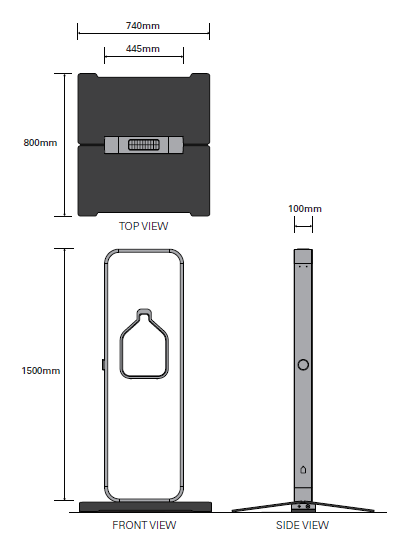 740mm
445mm
800mm
TOP VIEW
100mm
1500mm
FRONT VIEW
SIDE VIEW